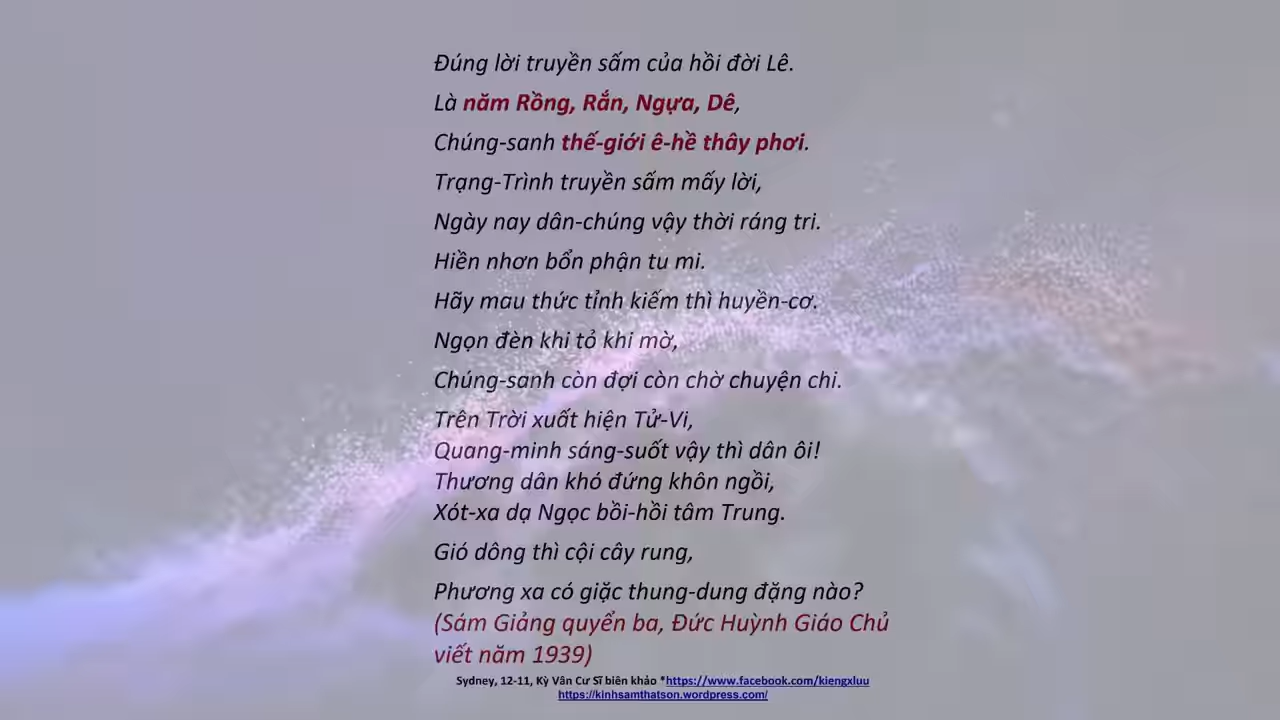 Đúng lời truyền sấm của hồi đời Lê.
Là năm Rồng, Rắn, Ngựa, Dê,
Chúng-sanh thế-giới ê-hề thây phơi.
Trạng-Trình truyền sấm mấy lời,
Ngày nay dân-chúng vậy thời ráng tri.
Hiền nhơn bổn phận tu mi.
Hãy mau thức tỉnh kiếm thì huyền-cơ.
Ngọn đèn khi tỏ khi mờ,
Chúng-sanh còn đợi còn chờ chuyện chi.
Trên Trời xuất hiện Tử-Vi,
Quang-minh sáng-suốt vậy thì dân ôi!
Thương dân khó đứng khôn ngồi,
Xót-xa dạ Ngọc bồi-hồi tâm Trung.
Gió dông thì cội cây rung,
Phương xa có giặc thung-dung đặng nào?
(Sám Giảng quyển ba, Đức Huỳnh Giáo Chủ
viết năm 1939)
Sydney, 12-11, Kỳ Vân Cư Sĩ biện khảo *https://www.facebook.com/kiengxluu
https://kinhsamthatson.wordpress.com/